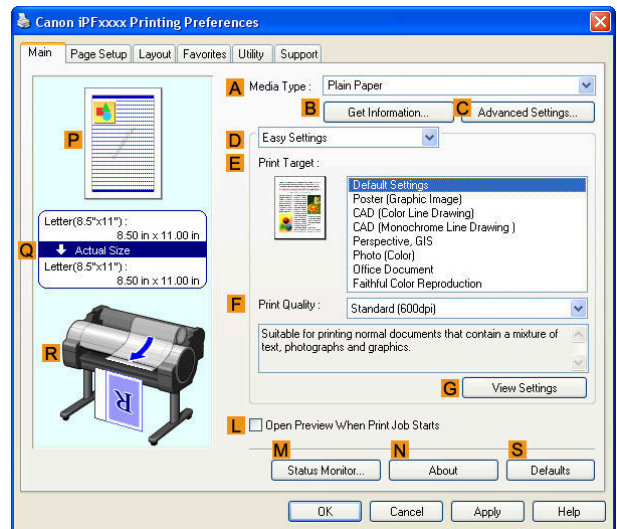 Canon iPFxxxx Printing Preferences
Main Page Setup Layout Favorites Utility Support
A Media Type : Plain Paper
B Get Information... C Advanced Settings...
P
D Easy Settings
E Print Target :
Default Settings
Poster (Graphic Image)
CAD (Color Line Drawing)
CAD (Monochrome Line Drawing )
Perspective, GIS
Photo (Color)
Office Document
Faithful Color Reproduction
Letter(8.5"x11") :
8.50 in x 11.00 in
Q Actual Size
Letter(8.5"x11") :
8.50 in x 11.00 in
F Print Quality : Standard (600dpi)
Suitable for printing normal documents that contain a mixture of
text, photographs and graphics.
R
R
G View Settings
L Open Preview When Print Job Starts
M N S
Status Monitor... About Defaults
OK Cancel Apply Help